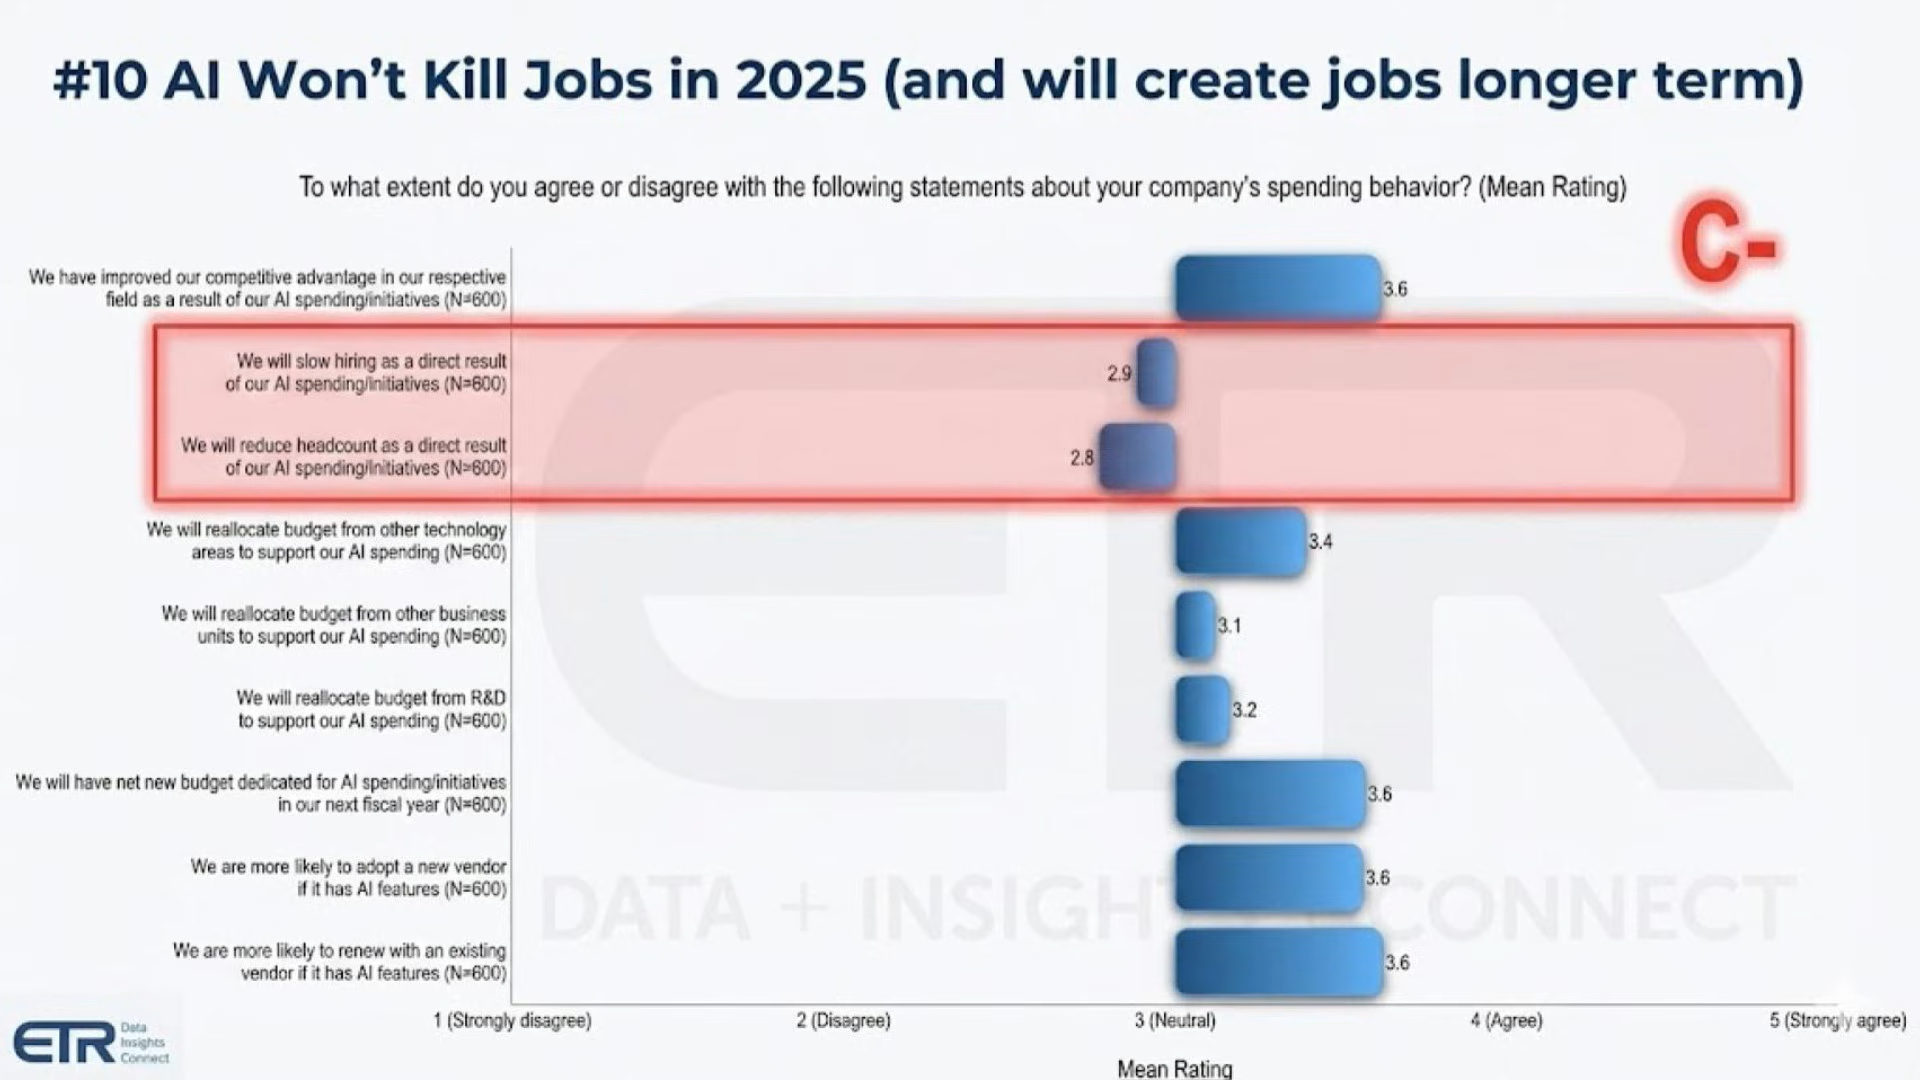 #10 AI Won't Kill Jobs in 2025 (and will create jobs longer term)
To what extent do you agree or disagree with the following statements about your company's spending behavior? (Mean Rating)
C-
We have improved our competitive advantage in our respective
field as a result of our AI spending/initiatives (N=600)
3.6
We will slow hiring as a direct result
of our AI spending/initiatives (N=600)
2.9
We will reduce headcount as a direct result
of our AI spending/initiatives (N=600)
2.8
We will reallocate budget from other technology
areas to support our AI spending (N=600)
3.4
We will reallocate budget from other business
units to support our AI spending (N=600)
3.1
We will reallocate budget from R&D
to support our AI spending (N=600)
3.2
We will have net new budget dedicated for AI spending/initiatives
in our next fiscal year (N=600)
3.6
We are more likely to adopt a new vendor
if it has AI features (N=600)
3.6
We are more likely to renew with an existing
vendor if it has AI features (N=600)
3.6
1 (Strongly disagree)
2 (Disagree)
3 (Neutral)
4 (Agree)
5 (Strongly agree)
Mean Rating
ETR
DATA + INSIGHT CONNECT
ETR
Data
Insights
Connect